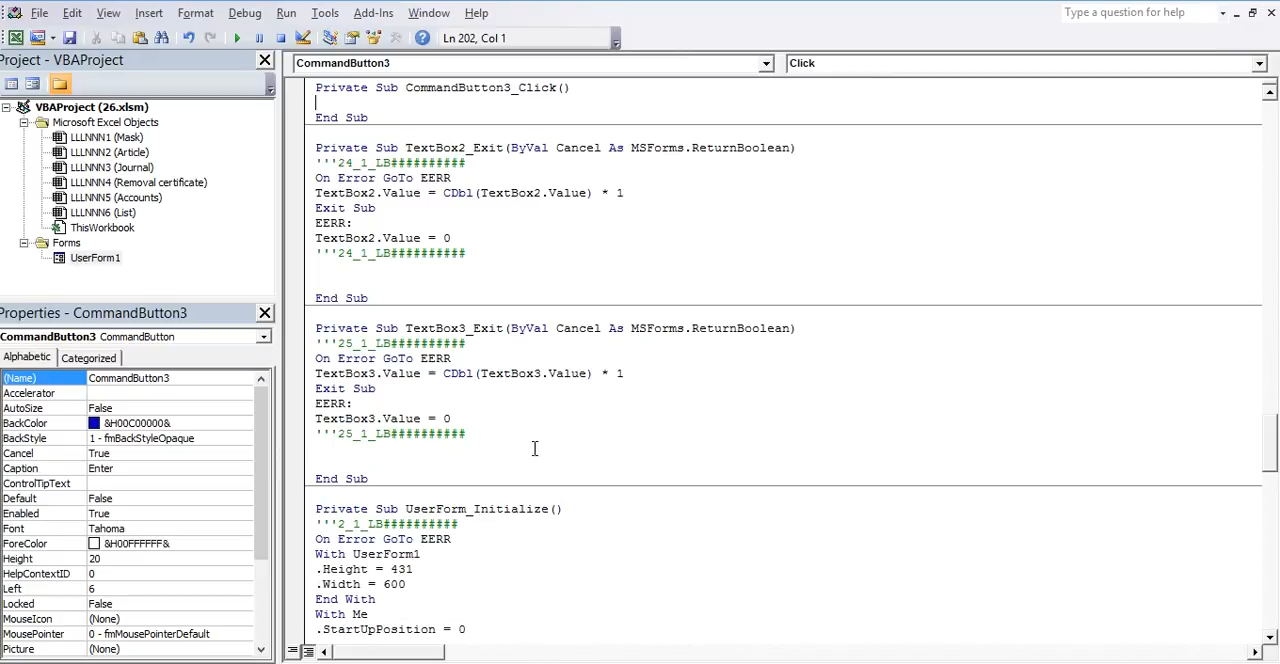 File Edit View Insert Format Debug Run Tools Add-Ins Window Help Type a question for help
Ln 202, Col 1
Project - VBAProject
VBAProject (26.xlsm)
Microsoft Excel Objects
LLLNNN1 (Mask)
LLLNNN2 (Article)
LLLNNN3 (Journal)
LLLNNN4 (Removal certificate)
LLLNNN5 (Accounts)
LLLNNN6 (List)
ThisWorkbook
Forms
UserForm1
Properties - CommandButton3
CommandButton3 CommandButton
Alphabetic Categorized
(Name) CommandButton3
Accelerator
AutoSize False
BackColor &H00C00000&
BackStyle 1 - fmBackStyleOpaque
Cancel True
Caption Enter
ControlTipText
Default False
Enabled True
Font Tahoma
ForeColor &H00FFFFFF&
Height 20
HelpContextID 0
Left 6
Locked False
MouseIcon (None)
MousePointer 0 - fmMousePointerDefault
Picture (None)
CommandButton3 Click
Private Sub CommandButton3_Click()
End Sub
Private Sub TextBox2_Exit(ByVal Cancel As MSForms.ReturnBoolean)
'''24_1_LB##########
On Error GoTo EERR
TextBox2.Value = CDbl(TextBox2.Value) * 1
Exit Sub
EERR:
TextBox2.Value = 0
'''24_1_LB##########
End Sub
Private Sub TextBox3_Exit(ByVal Cancel As MSForms.ReturnBoolean)
'''25_1_LB##########
On Error GoTo EERR
TextBox3.Value = CDbl(TextBox3.Value) * 1
Exit Sub
EERR:
TextBox3.Value = 0
'''25_1_LB##########
End Sub
Private Sub UserForm_Initialize()
'''2_1_LB##########
On Error GoTo EERR
With UserForm1
.Height = 431
.Width = 600
End With
With Me
.StartUpPosition = 0